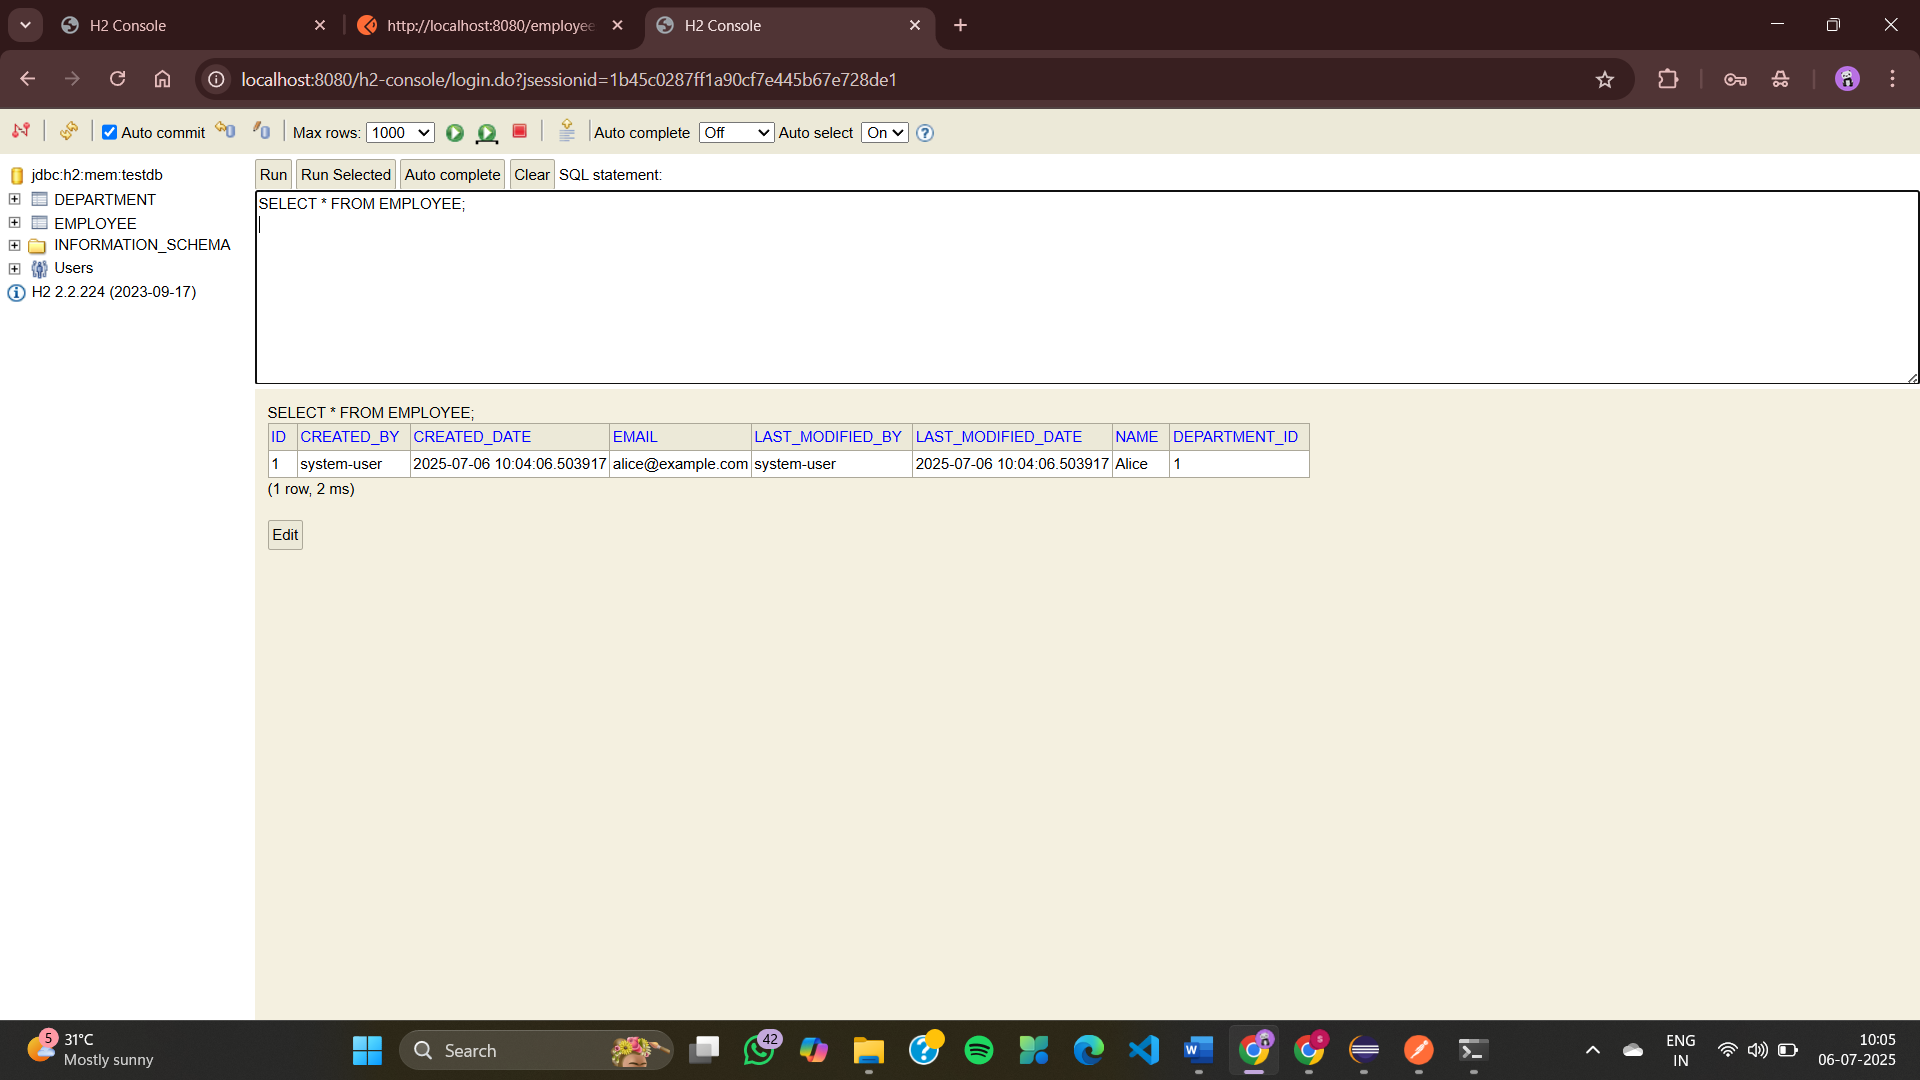 H2 Console
http://localhost:8080/employee
H2 Console
localhost:8080/h2-console/login.do?jsessionid=1b45c0287ff1a90cf7e445b67e728de1
Auto commit Max rows: 1000 Auto complete Off Auto select On
jdbc:h2:mem:testdb
DEPARTMENT
EMPLOYEE
INFORMATION_SCHEMA
Users
H2 2.2.224 (2023-09-17)
Run Run Selected Auto complete Clear SQL statement:
SELECT * FROM EMPLOYEE;
SELECT * FROM EMPLOYEE;
ID CREATED_BY CREATED_DATE EMAIL LAST_MODIFIED_BY LAST_MODIFIED_DATE NAME DEPARTMENT_ID
1 system-user 2025-07-06 10:04:06.503917 alice@example.com system-user 2025-07-06 10:04:06.503917 Alice 1
(1 row, 2 ms)
Edit
5
31°C
Mostly sunny
Search
42
S
ENG
IN
10:05
06-07-2025